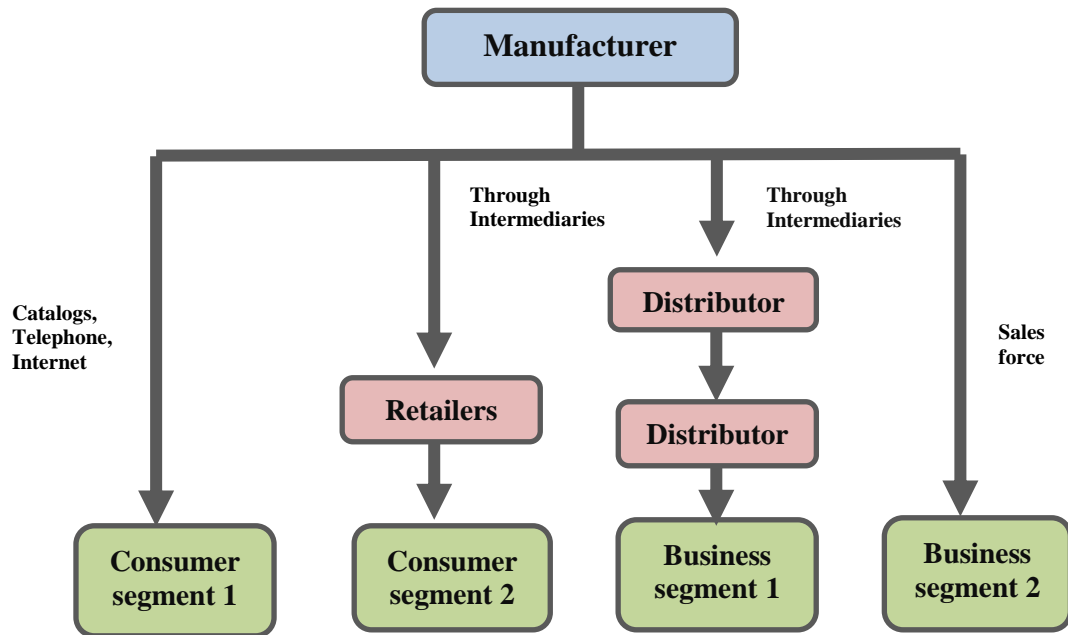 Manufacturer
Through
Intermediaries
Through
Intermediaries
Catalogs,
Telephone,
Internet
Distributor
Sales
force
Retailers
Distributor
Consumer
segment 1
Consumer
segment 2
Business
segment 1
Business
segment 2